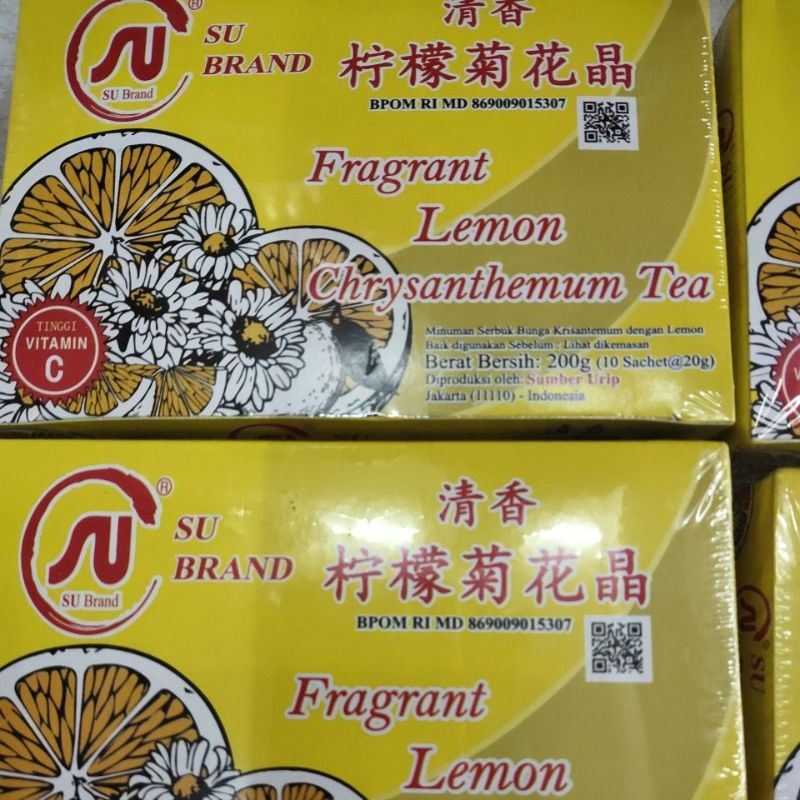 SU
BRAND
®
SU Brand
清香
柠檬菊花晶
BPOM RI MD 869009015307
Fragrant
Lemon
Chrysanthemum Tea
TINGGI
VITAMIN
C
Minuman Serbuk Bunga Krisantemum dengan Lemon
Baik digunakan Sebelum : Lihat dikemasan
Berat Bersih: 200g (10 Sachet@20g)
Diproduksi oleh: Sumber Urip
Jakarta (11110) - Indonesia
SU
BRAND
®
SU Brand
清香
柠檬菊花晶
BPOM RI MD 869009015307
Fragrant
Lemon
SU